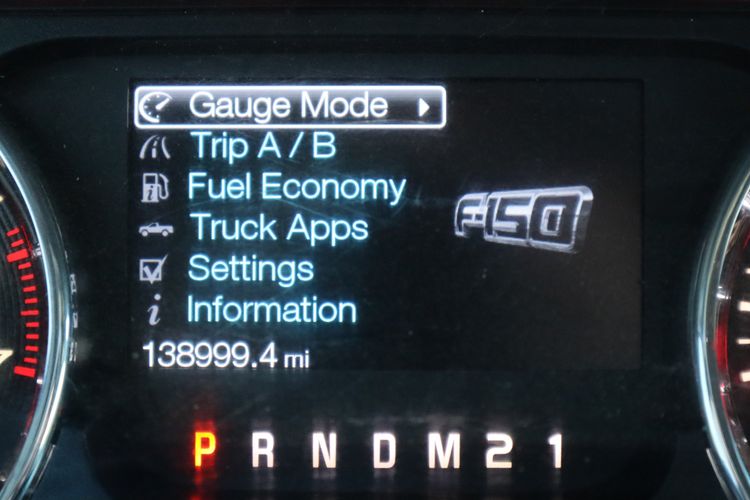 Gauge Mode
Trip A / B
Fuel Economy
Truck Apps
Settings
Information
F-150
138999.4 mi
P R N D M 2 1